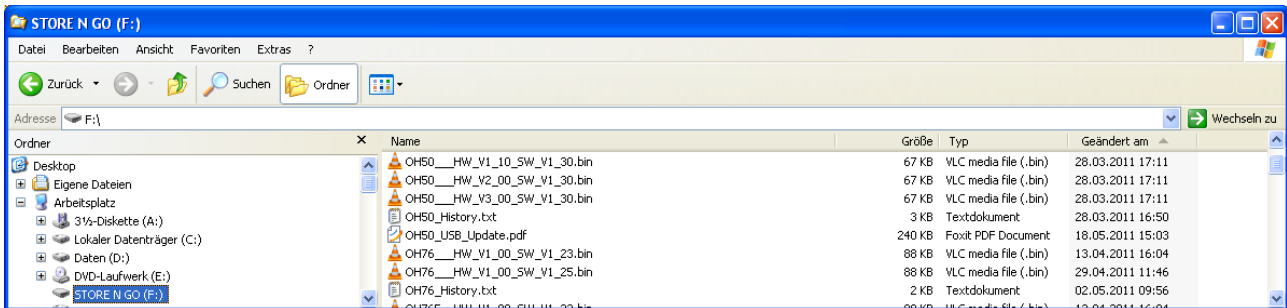 STORE N GO (F:)
Datei Bearbeiten Ansicht Favoriten Extras ?
Zurück Suchen Ordner
Adresse F:\ Wechseln zu
Ordner Name Größe Typ Geändert am
Desktop
Eigene Dateien
Arbeitsplatz
3½-Diskette (A:)
Lokaler Datenträger (C:)
Daten (D:)
DVD-Laufwerk (E:)
STORE N GO (F:)
OH50___HW_V1_10_SW_V1_30.bin 67 KB VLC media file (.bin) 28.03.2011 17:11
OH50___HW_V2_00_SW_V1_30.bin 67 KB VLC media file (.bin) 28.03.2011 17:11
OH50___HW_V3_00_SW_V1_30.bin 67 KB VLC media file (.bin) 28.03.2011 17:11
OH50_History.txt 3 KB Textdokument 28.03.2011 16:50
OH50_USB_Update.pdf 240 KB Foxit PDF Document 18.05.2011 15:03
OH76___HW_V1_00_SW_V1_23.bin 88 KB VLC media file (.bin) 13.04.2011 16:04
OH76___HW_V1_00_SW_V1_25.bin 88 KB VLC media file (.bin) 29.04.2011 11:46
OH76_History.txt 2 KB Textdokument 02.05.2011 09:56